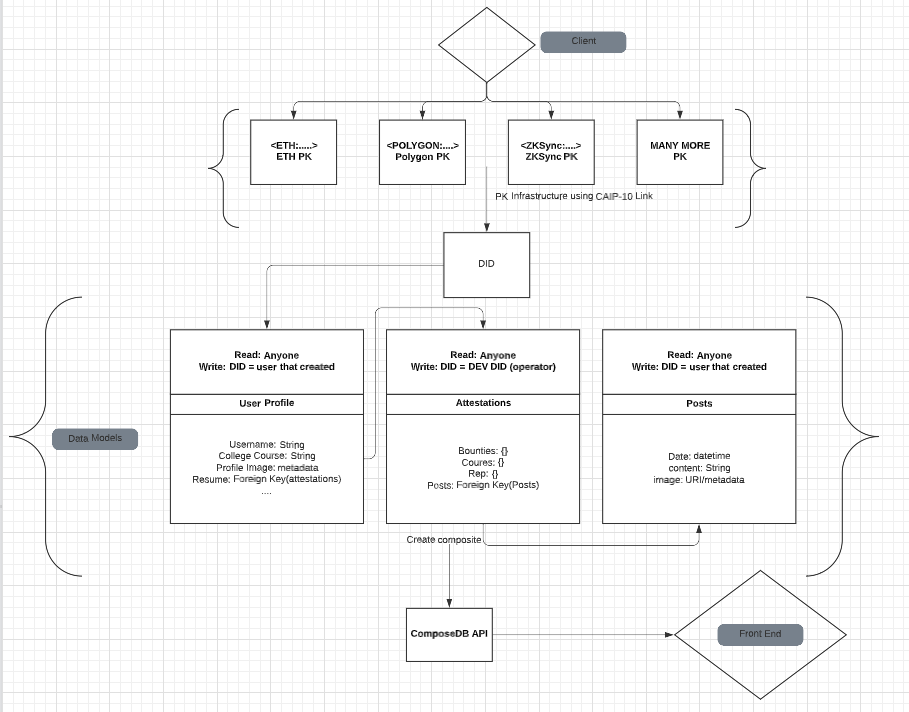 Client
<ETH:.....>
ETH PK
<POLYGON:....>
Polygon PK
<ZKSync:....>
ZKSync PK
MANY MORE
PK
PK Infrastructure using CAIP-10 Link
DID
Read: Anyone
Write: DID = user that created
User Profile
Username: String
College Course: String
Profile Image: metadata
Resume: Foreign Key(attestations)
....
Read: Anyone
Write: DID = DEV DID (operator)
Attestations
Bounties: {}
Coures: {}
Rep: {}
Posts: Foreign Key(Posts)
Read: Anyone
Write: DID = user that created
Posts
Date: datetime
content: String
image: URI/metadata
Data Models
Create composite
ComposeDB API
Front End